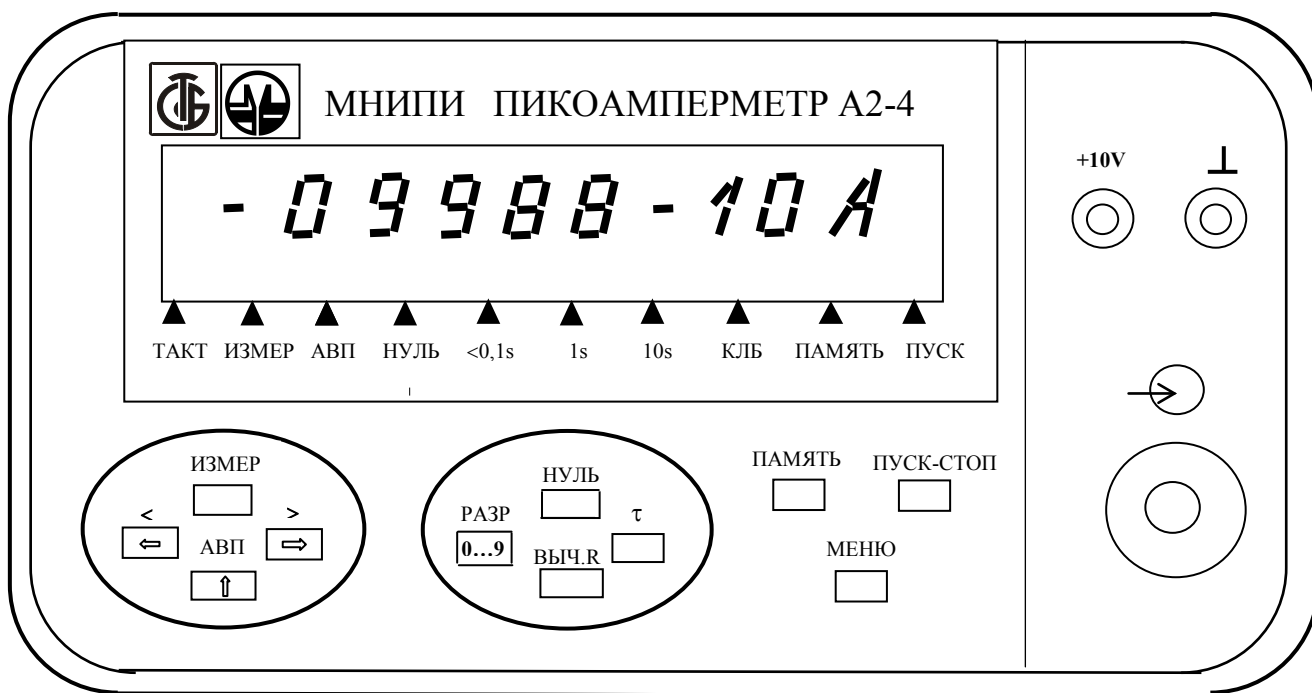 МНИПИ ПИКОАМПЕРМЕТР А2-4
- 09988-10A
ТАКТ ИЗМЕР АВП НУЛЬ <0,1s 1s 10s КЛБ ПАМЯТЬ ПУСК
+10V ⊥
ИЗМЕР
< >
АВП
НУЛЬ
РАЗР τ
0...9
ВЫЧ.R
ПАМЯТЬ ПУСК-СТОП
МЕНЮ